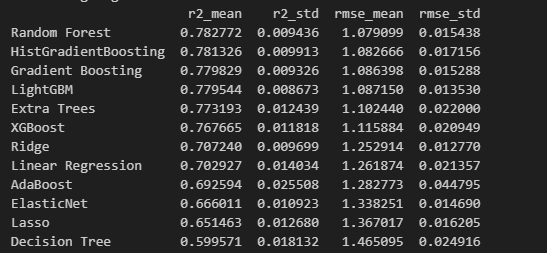 r2_mean r2_std rmse_mean rmse_std
Random Forest 0.782772 0.009436 1.079099 0.015438
HistGradientBoosting 0.781326 0.009913 1.082666 0.017156
Gradient Boosting 0.779829 0.009326 1.086398 0.015288
LightGBM 0.779544 0.008673 1.087150 0.013530
Extra Trees 0.773193 0.012439 1.102440 0.022000
XGBoost 0.767665 0.011818 1.115884 0.020949
Ridge 0.707240 0.009699 1.252914 0.012770
Linear Regression 0.702927 0.014034 1.261874 0.021357
AdaBoost 0.692594 0.025508 1.282773 0.044795
ElasticNet 0.666011 0.010923 1.338251 0.014690
Lasso 0.651463 0.012680 1.367017 0.016205
Decision Tree 0.599571 0.018132 1.465095 0.024916